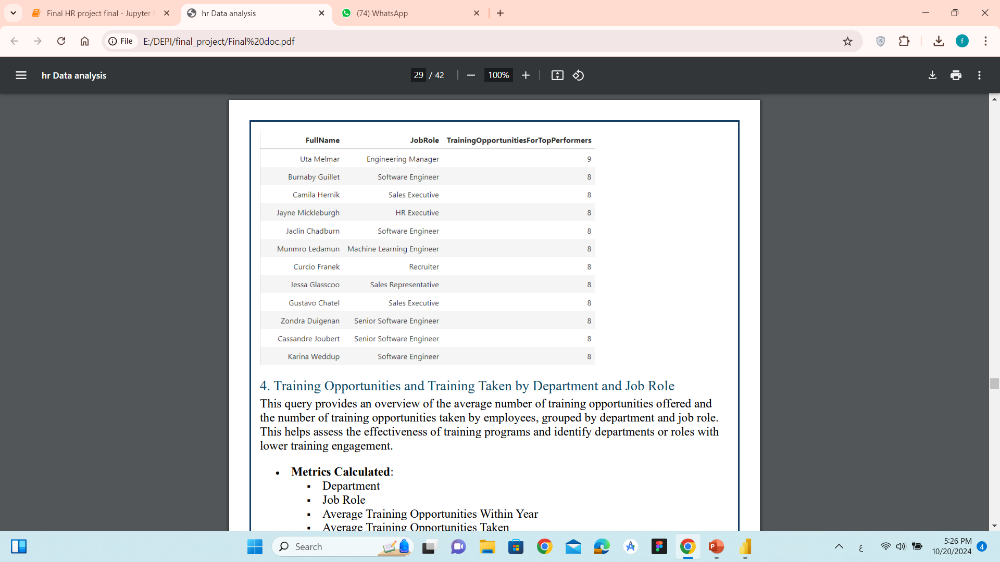 Final HR project final - Jupyter
hr Data analysis
(74) WhatsApp
File E:/DEPI/final_project/Final%20doc.pdf
f
hr Data analysis
29 / 42
100%
FullName JobRole TrainingOpportunitiesForTopPerformers
Uta Melmar Engineering Manager 9
Burnaby Guillet Software Engineer 8
Camila Hernik Sales Executive 8
Jayne Mickleburgh HR Executive 8
Jaclin Chadburn Software Engineer 8
Munmro Ledamun Machine Learning Engineer 8
Curcio Franek Recruiter 8
Jessa Glasscoo Sales Representative 8
Gustavo Chatel Sales Executive 8
Zondra Duigenan Senior Software Engineer 8
Cassandre Joubert Senior Software Engineer 8
Karina Weddup Software Engineer 8
4. Training Opportunities and Training Taken by Department and Job Role
This query provides an overview of the average number of training opportunities offered and
the number of training opportunities taken by employees, grouped by department and job role.
This helps assess the effectiveness of training programs and identify departments or roles with
lower training engagement.
• Metrics Calculated:
▪ Department
▪ Job Role
▪ Average Training Opportunities Within Year
▪ Average Training Opportunities Taken
Search
ع
5:26 PM
10/20/2024
4